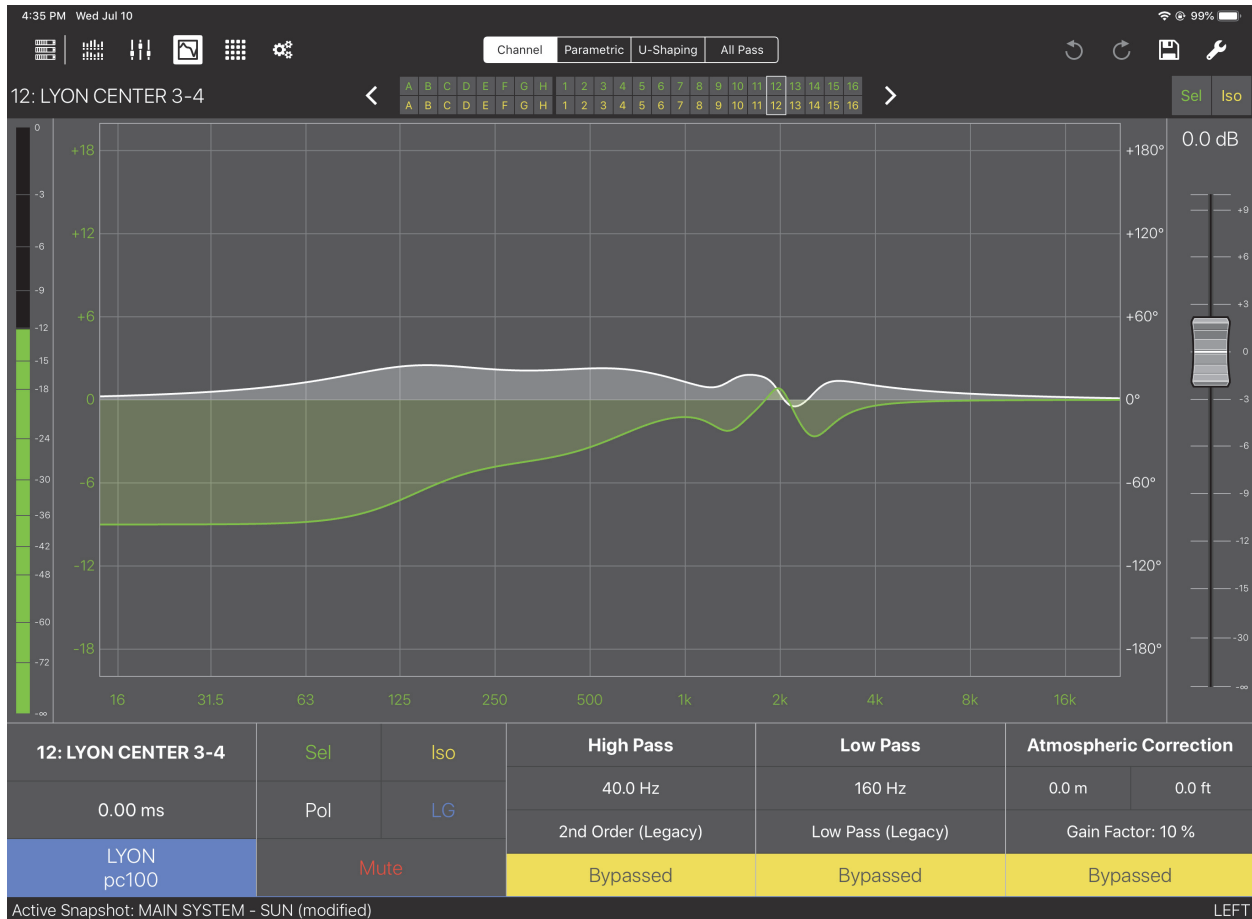 4:35 PM Wed Jul 10 99%
Channel Parametric U-Shaping All Pass
12: LYON CENTER 3-4
A B C D E F G H 1 2 3 4 5 6 7 8 9 10 11 12 13 14 15 16
A B C D E F G H 1 2 3 4 5 6 7 8 9 10 11 12 13 14 15 16
Sel Iso
0
-3
-6
-9
-12
-15
-18
-24
-30
-36
-42
-48
-60
-72
-∞
+18
+12
+6
0
-6
-12
-18
+180°
+120°
+60°
0°
-60°
-120°
-180°
16 31.5 63 125 250 500 1k 2k 4k 8k 16k
0.0 dB
+9
+6
+3
0
-3
-6
-9
-12
-15
-30
-∞
12: LYON CENTER 3-4
0.00 ms
LYON
pc100
Sel Iso
Pol LG
Mute
High Pass
40.0 Hz
2nd Order (Legacy)
Bypassed
Low Pass
160 Hz
Low Pass (Legacy)
Bypassed
Atmospheric Correction
0.0 m 0.0 ft
Gain Factor: 10 %
Bypassed
Active Snapshot: MAIN SYSTEM - SUN (modified) LEFT